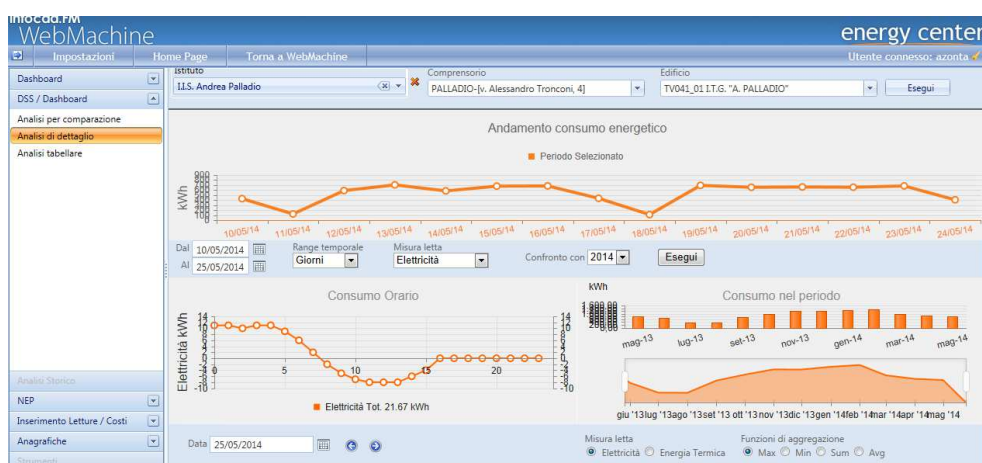 infocad.FM
WebMachine
energy center
Impostazioni Home Page Torna a WebMachine Utente connesso: azonta
Dashboard
DSS / Dashboard
Analisi per comparazione
Analisi di dettaglio
Analisi tabellare
Analisi Storico
NEP
Inserimento Letture / Costi
Anagrafiche
Strumenti
Istituto Comprensorio Edificio
I.I.S. Andrea Palladio PALLADIO-[v. Alessandro Tronconi, 4] TV041_01 I.T.G. "A. PALLADIO" Esegui
Andamento consumo energetico
Periodo Selezionato
kWh
900
10/05/14 11/05/14 12/05/14 13/05/14 14/05/14 15/05/14 16/05/14 17/05/14 18/05/14 19/05/14 20/05/14 21/05/14 22/05/14 23/05/14 24/05/14
Dal 10/05/2014 Range temporale Misura letta
Al 25/05/2014 Giorni Elettricità Confronto con 2014 Esegui
Consumo Orario
Elettricità kWh
14 14
0 5 10 15 20
-10 -10
Elettricità Tot. 21.67 kWh
kWh
Consumo nel periodo
mag-13 lug-13 set-13 nov-13 gen-14 mar-14 mag-14
giu '13 lug '13 ago '13 set '13 ott '13 nov '13 dic '13 gen '14 feb '14 mar '14 apr '14 mag '14
Data 25/05/2014
Misura letta Funzioni di aggregazione
Elettricità Energia Termica Max Min Sum Avg